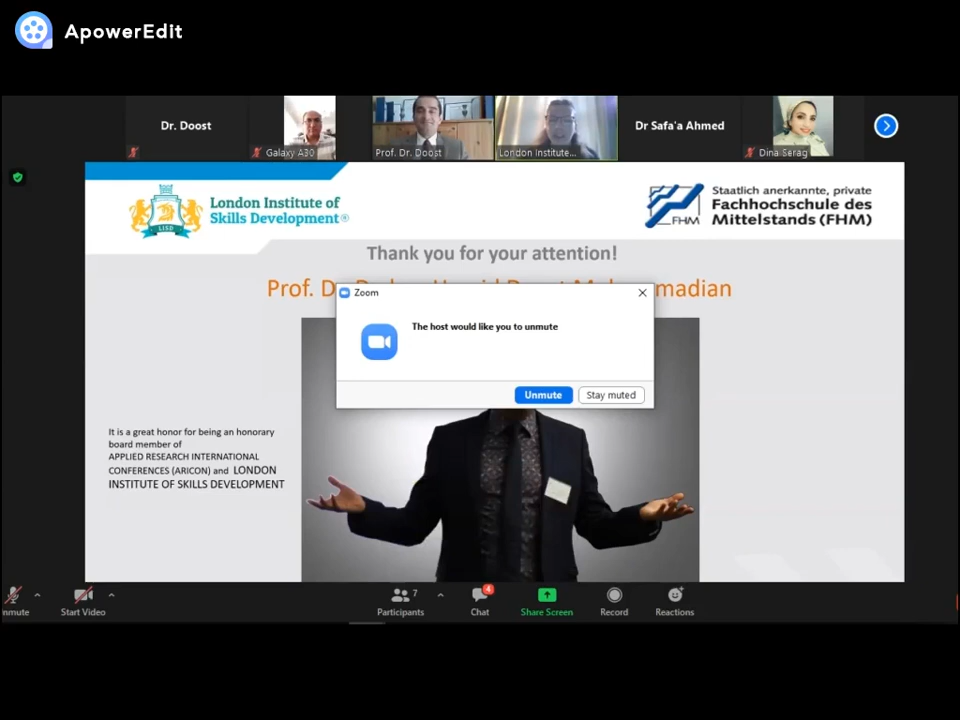 ApowerEdit
Dr. Doost
Galaxy A30
Prof. Dr. Doost
London Institute...
Dr Safa'a Ahmed
Dina Serag
London Institute of
Skills Development®
LISD
FHM
Staatlich anerkannte, private
Fachhochschule des
Mittelstands (FHM)
Thank you for your attention!
Prof. D
madian
Zoom
The host would like you to unmute
Unmute
Stay muted
It is a great honor for being an honorary
board member of
APPLIED RESEARCH INTERNATIONAL
CONFERENCES (ARICON) and LONDON
INSTITUTE OF SKILLS DEVELOPMENT
nmute
Start Video
Participants
7
Chat
4
Share Screen
Record
Reactions